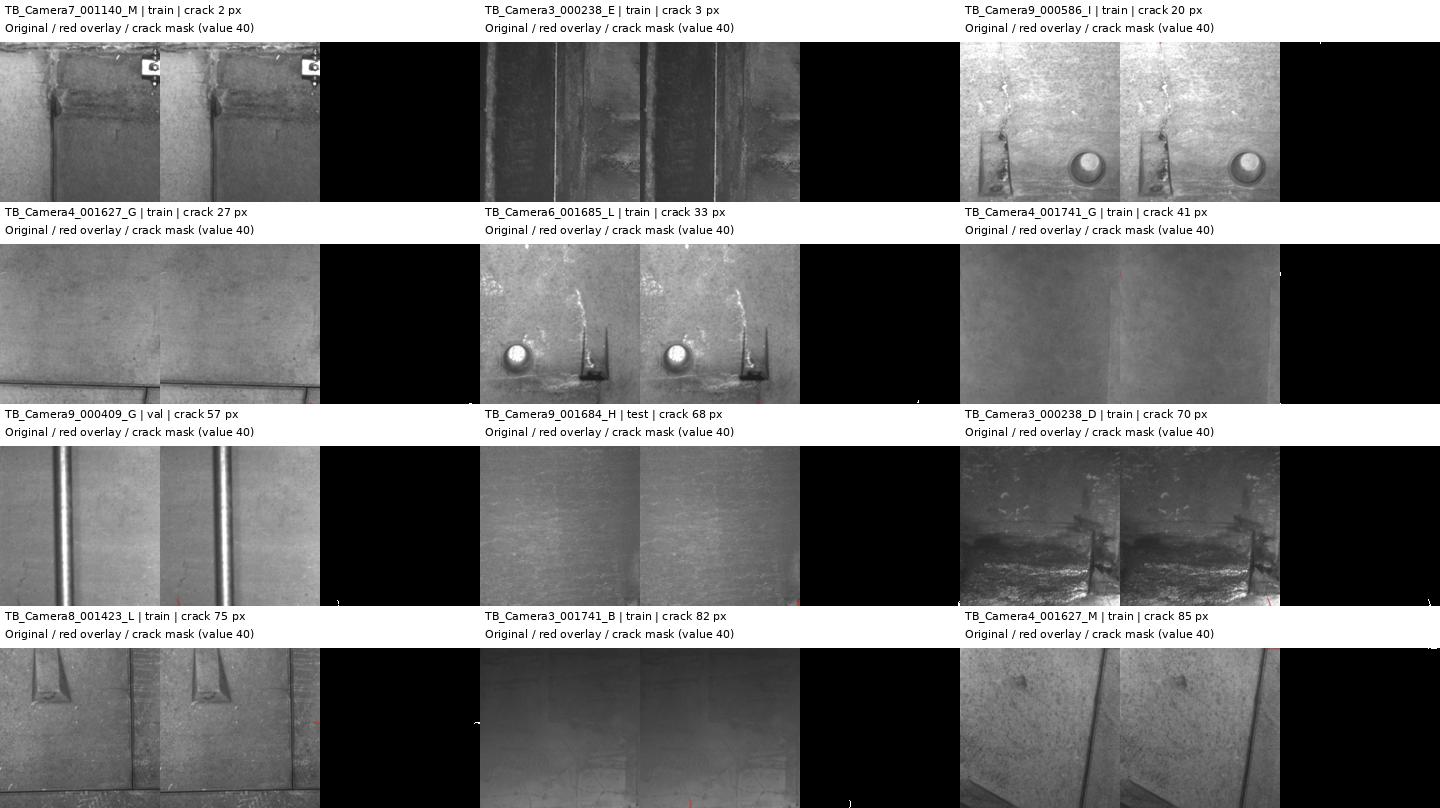 TB_Camera7_001140_M | train | crack 2 px
Original / red overlay / crack mask (value 40)
TB_Camera3_000238_E | train | crack 3 px
Original / red overlay / crack mask (value 40)
TB_Camera9_000586_I | train | crack 20 px
Original / red overlay / crack mask (value 40)
TB_Camera4_001627_G | train | crack 27 px
Original / red overlay / crack mask (value 40)
TB_Camera6_001685_L | train | crack 33 px
Original / red overlay / crack mask (value 40)
TB_Camera4_001741_G | train | crack 41 px
Original / red overlay / crack mask (value 40)
TB_Camera9_000409_G | val | crack 57 px
Original / red overlay / crack mask (value 40)
TB_Camera9_001684_H | test | crack 68 px
Original / red overlay / crack mask (value 40)
TB_Camera3_000238_D | train | crack 70 px
Original / red overlay / crack mask (value 40)
TB_Camera8_001423_L | train | crack 75 px
Original / red overlay / crack mask (value 40)
TB_Camera3_001741_B | train | crack 82 px
Original / red overlay / crack mask (value 40)
TB_Camera4_001627_M | train | crack 85 px
Original / red overlay / crack mask (value 40)